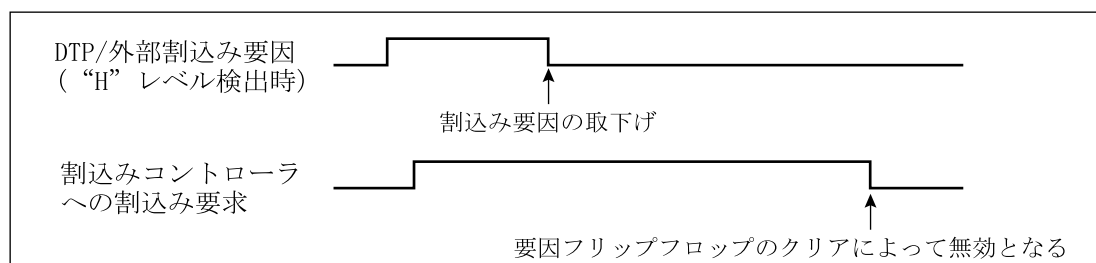 DTP/外部割込み要因
(“H”レベル検出時)
割込み要因の取下げ
割込みコントローラ
への割込み要求
要因フリップフロップのクリアによって無効となる